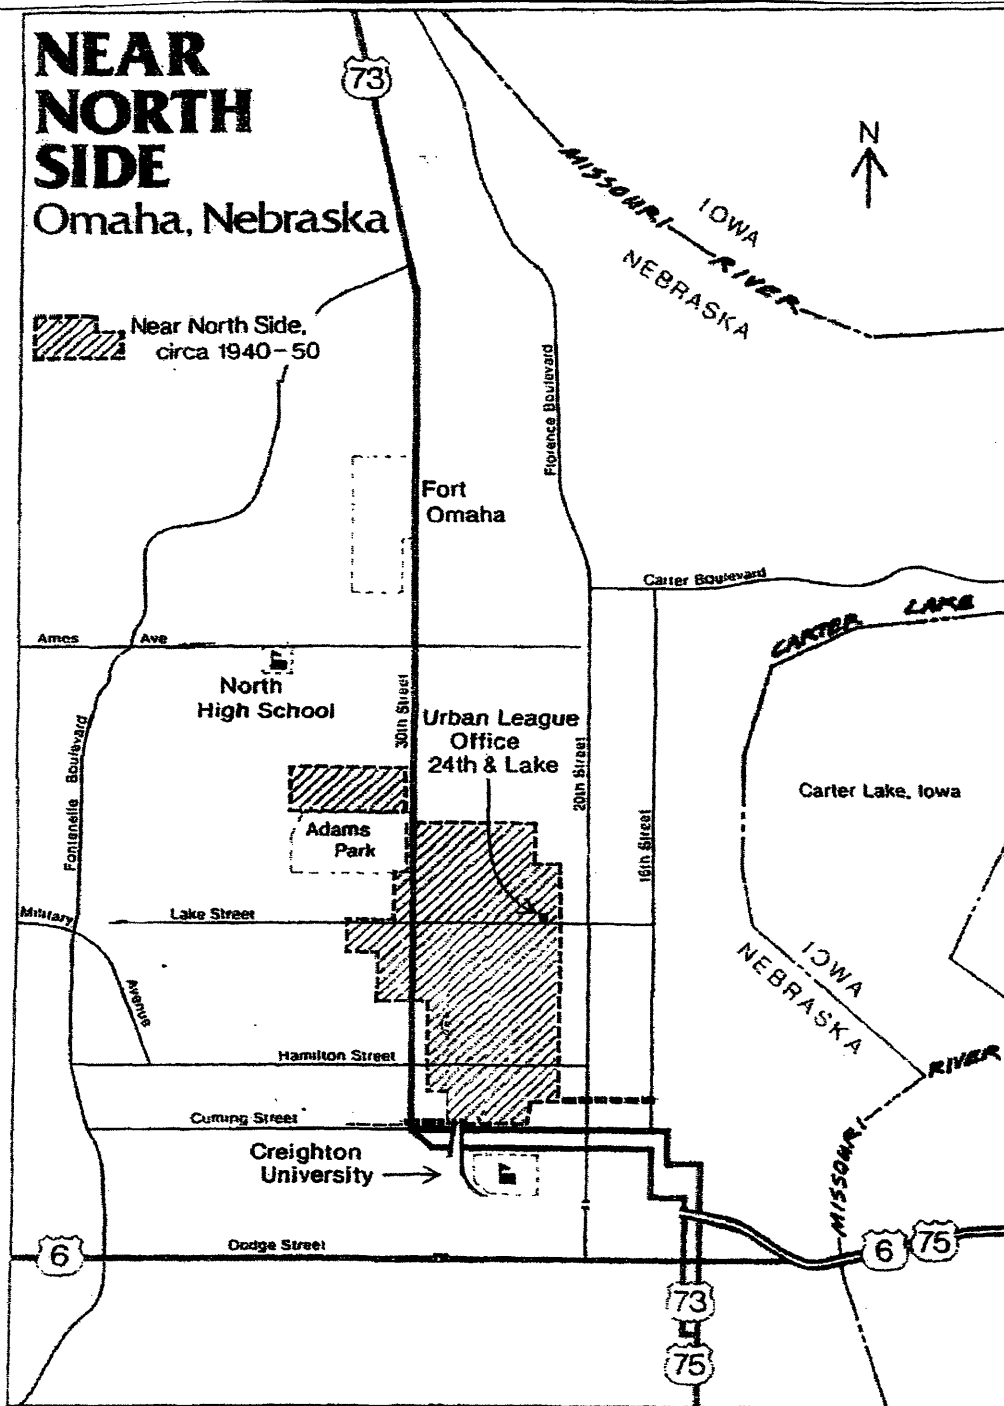 NEAR
NORTH
SIDE
Omaha, Nebraska
73
N
MISSOURI RIVER
IOWA
NEBRASKA
Near North Side,
circa 1940-50
Florence Boulevard
Fort
Omaha
Carter Boulevard
CARTER LAKE
Ames Ave
North
High School
30th Street
Urban League
Office
24th & Lake
20th Street
Fontenelle Boulevard
Carter Lake, Iowa
Adams
Park
16th Street
Military
Avenue
Lake Street
IOWA
NEBRASKA
Hamilton Street
MISSOURI RIVER
Cuming Street
Creighton
University
Dodge Street
6
6
75
73
75